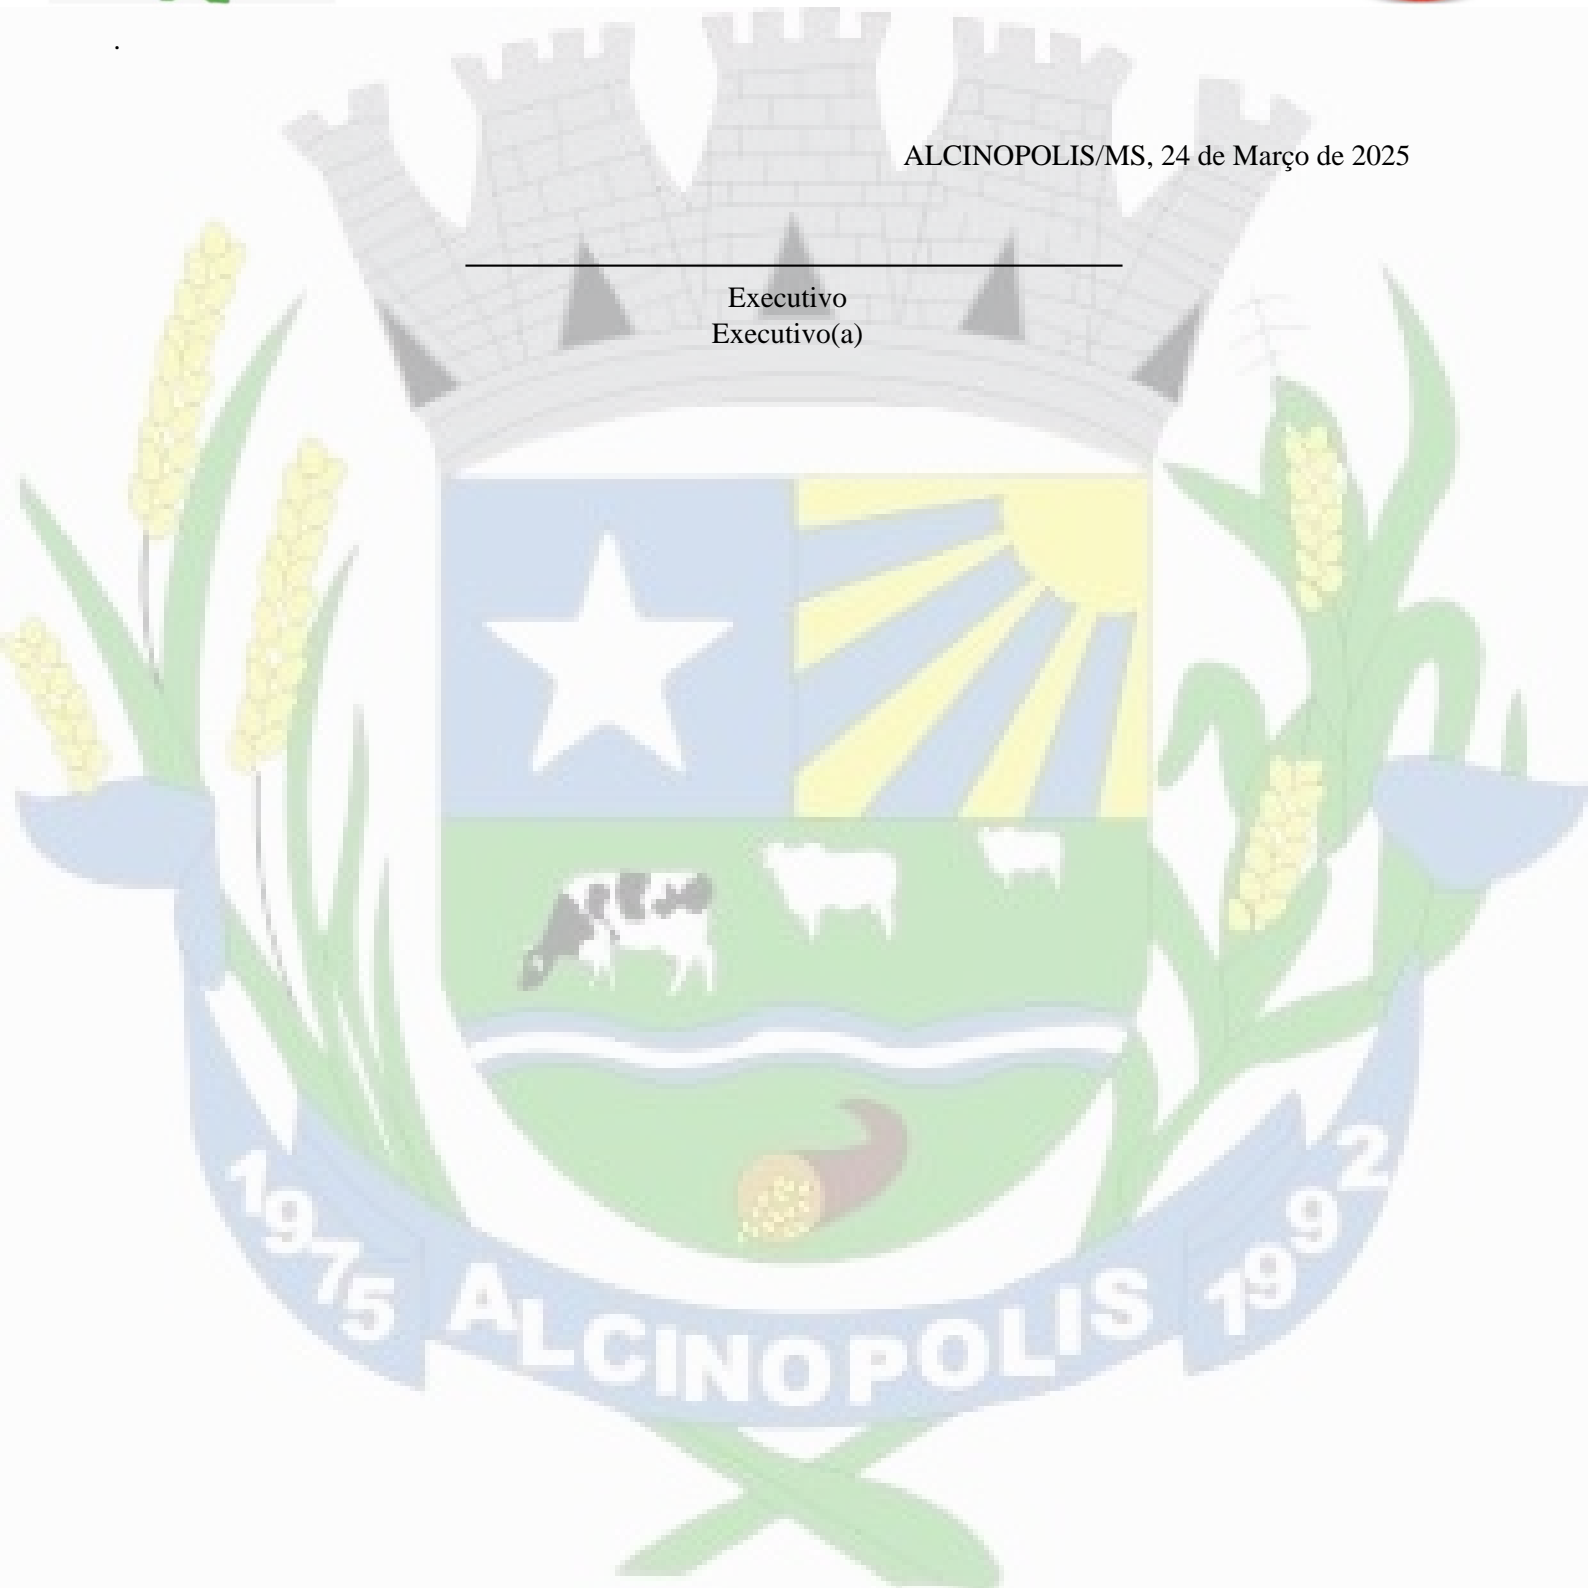 .
ALCINOPOLIS/MS, 24 de Março de 2025
Executivo
Executivo(a)
1975 ALCINOPOLIS 1992